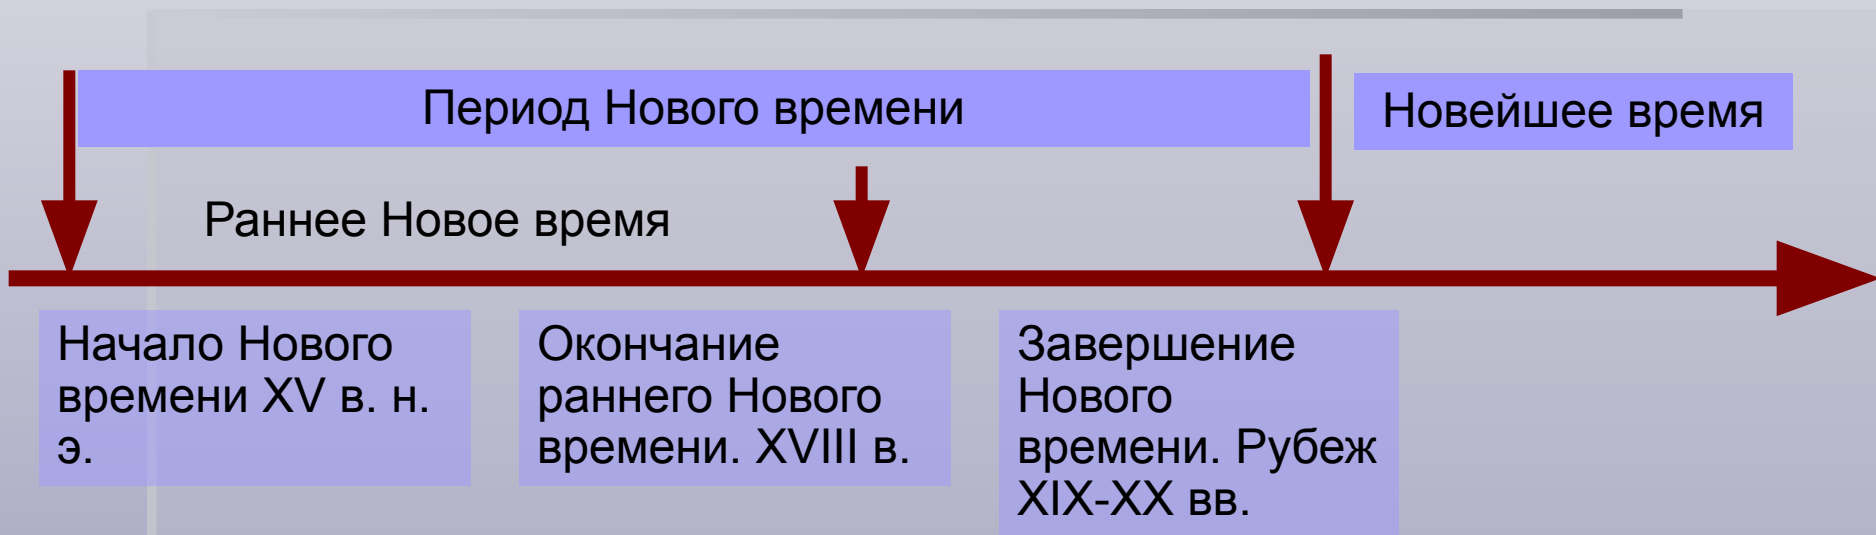 Период Нового времени
Новейшее время
Раннее Новое время
Начало Нового
времени XV в. н.
э.
Окончание
раннего Нового
времени. XVIII в.
Завершение
Нового
времени. Рубеж
XIX-XX вв.